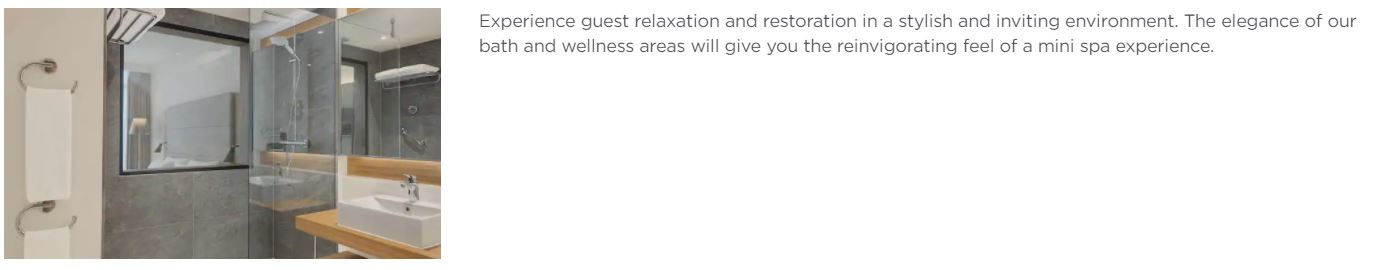 Experience guest relaxation and restoration in a stylish and inviting environment. The elegance of our
bath and wellness areas will give you the reinvigorating feel of a mini spa experience.